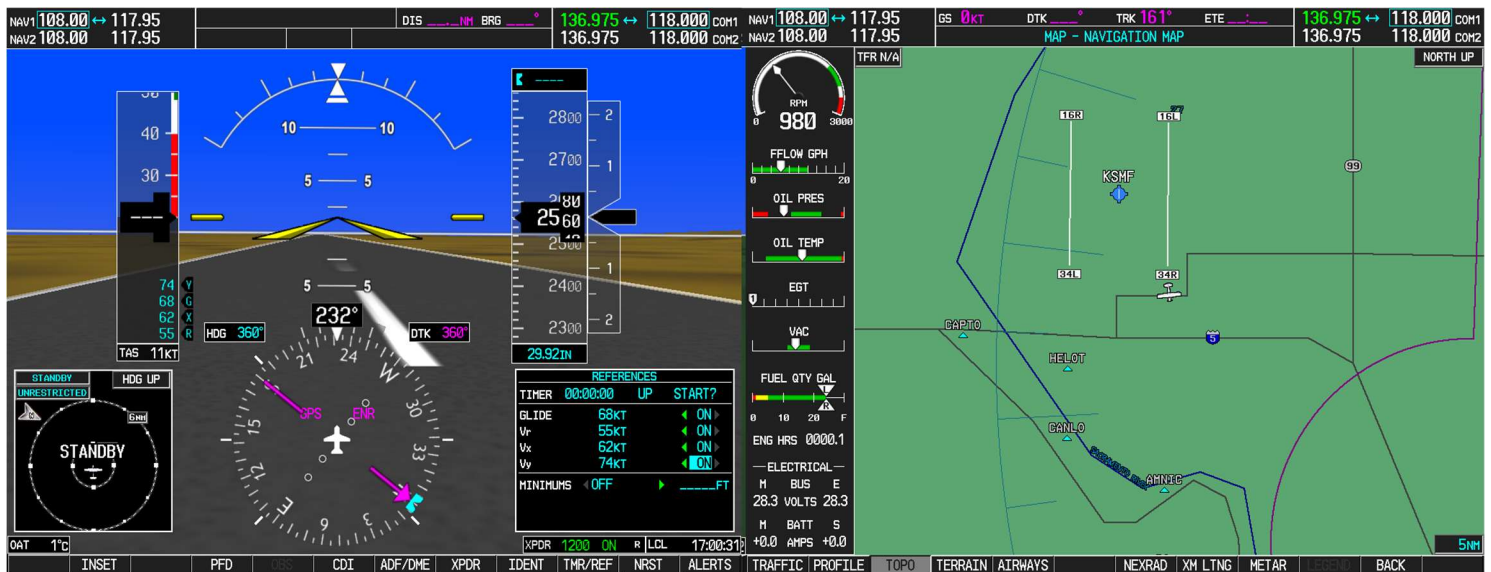 NAV1 108.00 ↔ 117.95
NAV2 108.00 117.95
DIS __.__NM BRG ___°
136.975 ↔ 118.000 COM1
136.975 118.000 COM2
NAV1 108.00 ↔ 117.95
NAV2 108.00 117.95
GS 0KT DTK ___° TRK 161° ETE __:__
MAP – NAVIGATION MAP
136.975 ↔ 118.000 COM1
136.975 118.000 COM2
40
30
---
74 Y
68 G
62 X
55 R
TAS 11KT
10 10
5 5
5 5
----
2800
2700
2560
80
2500
2400
2300
2
1
1
2
29.92IN
232°
HDG 360°
DTK 360°
21
24
W
30
33
3
6
E
12
15
GPS ENR
STANDBY
HDG UP
UNRESTRICTED
6NM
STANDBY
REFERENCES
TIMER 00:00:00 UP START?
GLIDE 68KT ON
Vr 55KT ON
Vx 62KT ON
Vy 74KT ON
MINIMUMS OFF _____FT
OAT 1°C
XPDR 1200 ON R LCL 17:00:31
INSET PFD OBS CDI ADF/DME XPDR IDENT TMR/REF NRST ALERTS
RPM
0 980 3000
FFLOW GPH
0 20
OIL PRES
OIL TEMP
EGT
VAC
FUEL QTY GAL
L
R
0 10 20 F
ENG HRS 0000.1
ELECTRICAL
M BUS E
28.3 VOLTS 28.3
M BATT S
+0.0 AMPS +0.0
TFR N/A
NORTH UP
16R
16L
99
KSMF
34L
34R
CAPTO
5
HELOT
CANLO
AMNIC
5NM
TRAFFIC PROFILE TOPO TERRAIN AIRWAYS NEXRAD XM LTNG METAR LEGEND BACK